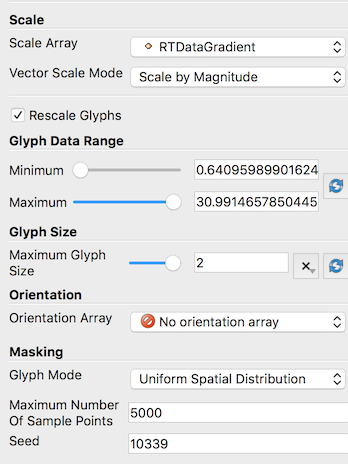 Scale
Scale Array RTDataGradient
Vector Scale Mode Scale by Magnitude
Rescale Glyphs
Glyph Data Range
Minimum 0.64095989901624
Maximum 30.9914657850445
Glyph Size
Maximum Glyph
Size 2
Orientation
Orientation Array No orientation array
Masking
Glyph Mode Uniform Spatial Distribution
Maximum Number
Of Sample Points 5000
Seed 10339